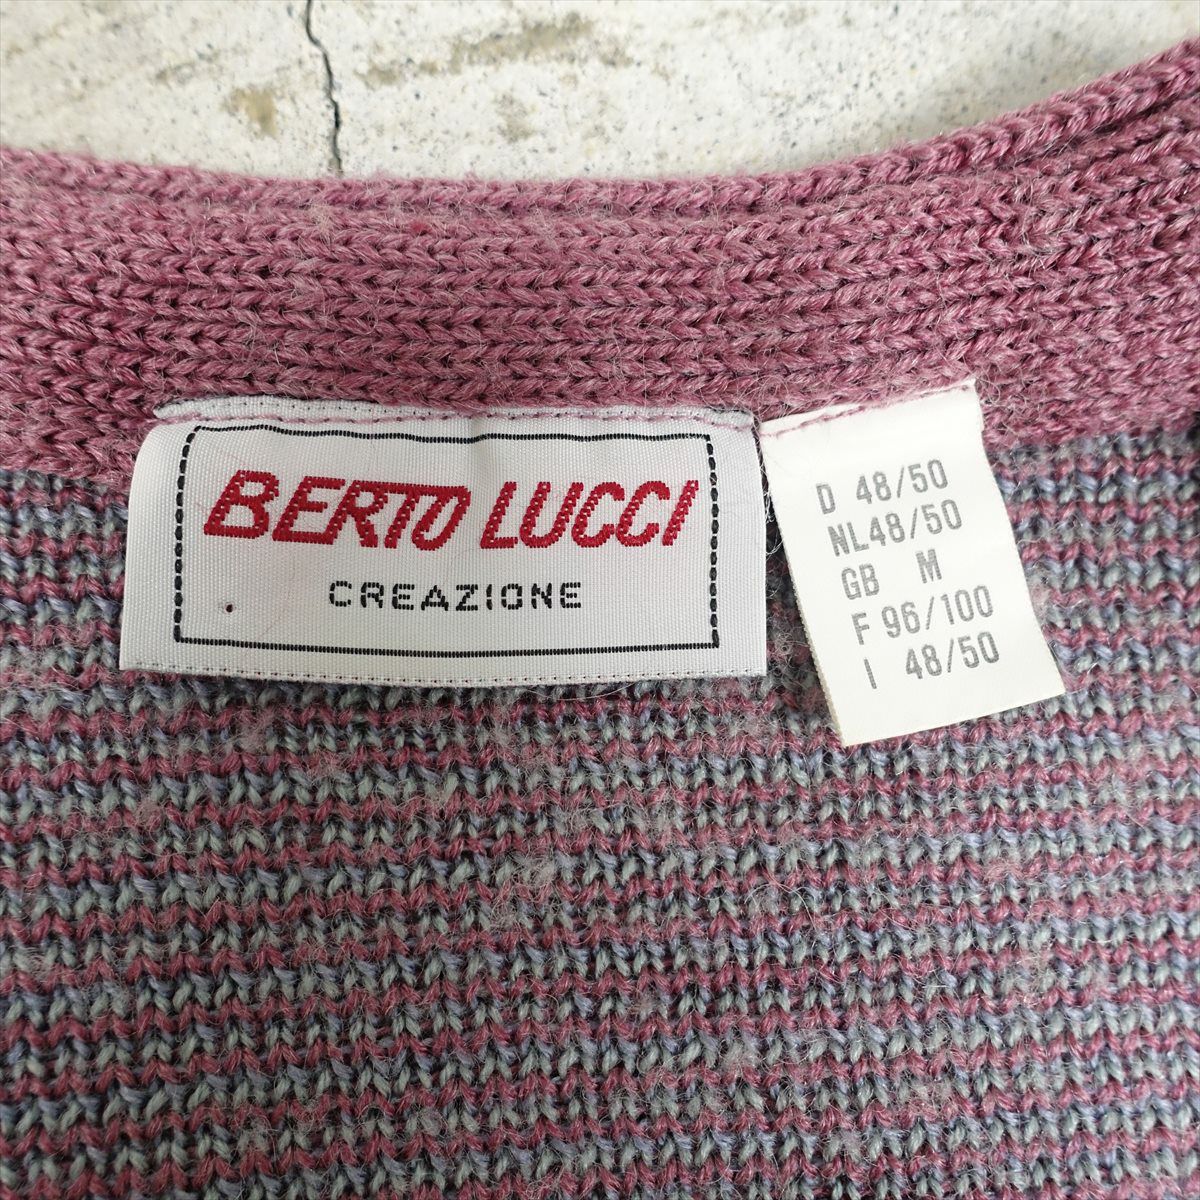 BERTO LUCCI
CREAZIONE
D 48/50
NL48/50
GB M
F 96/100
I 48/50